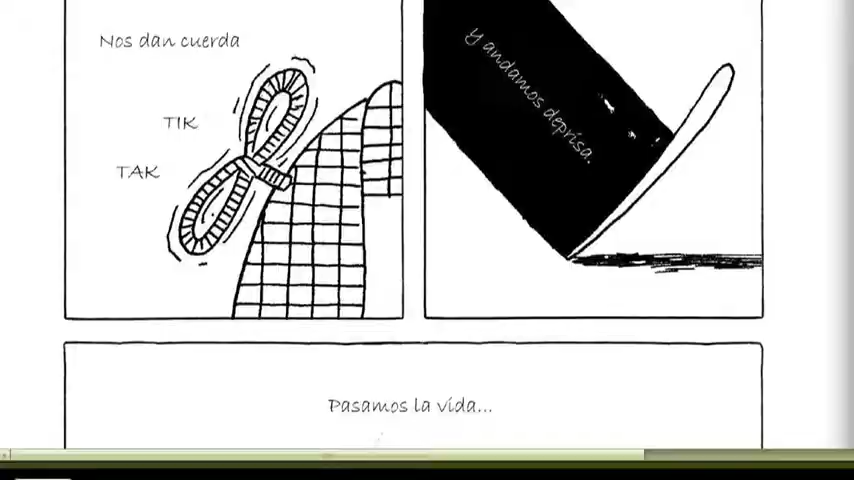 Nos dan cuerda
TIK
TAK
Y andamos deprisa.
Pasamos la vida...